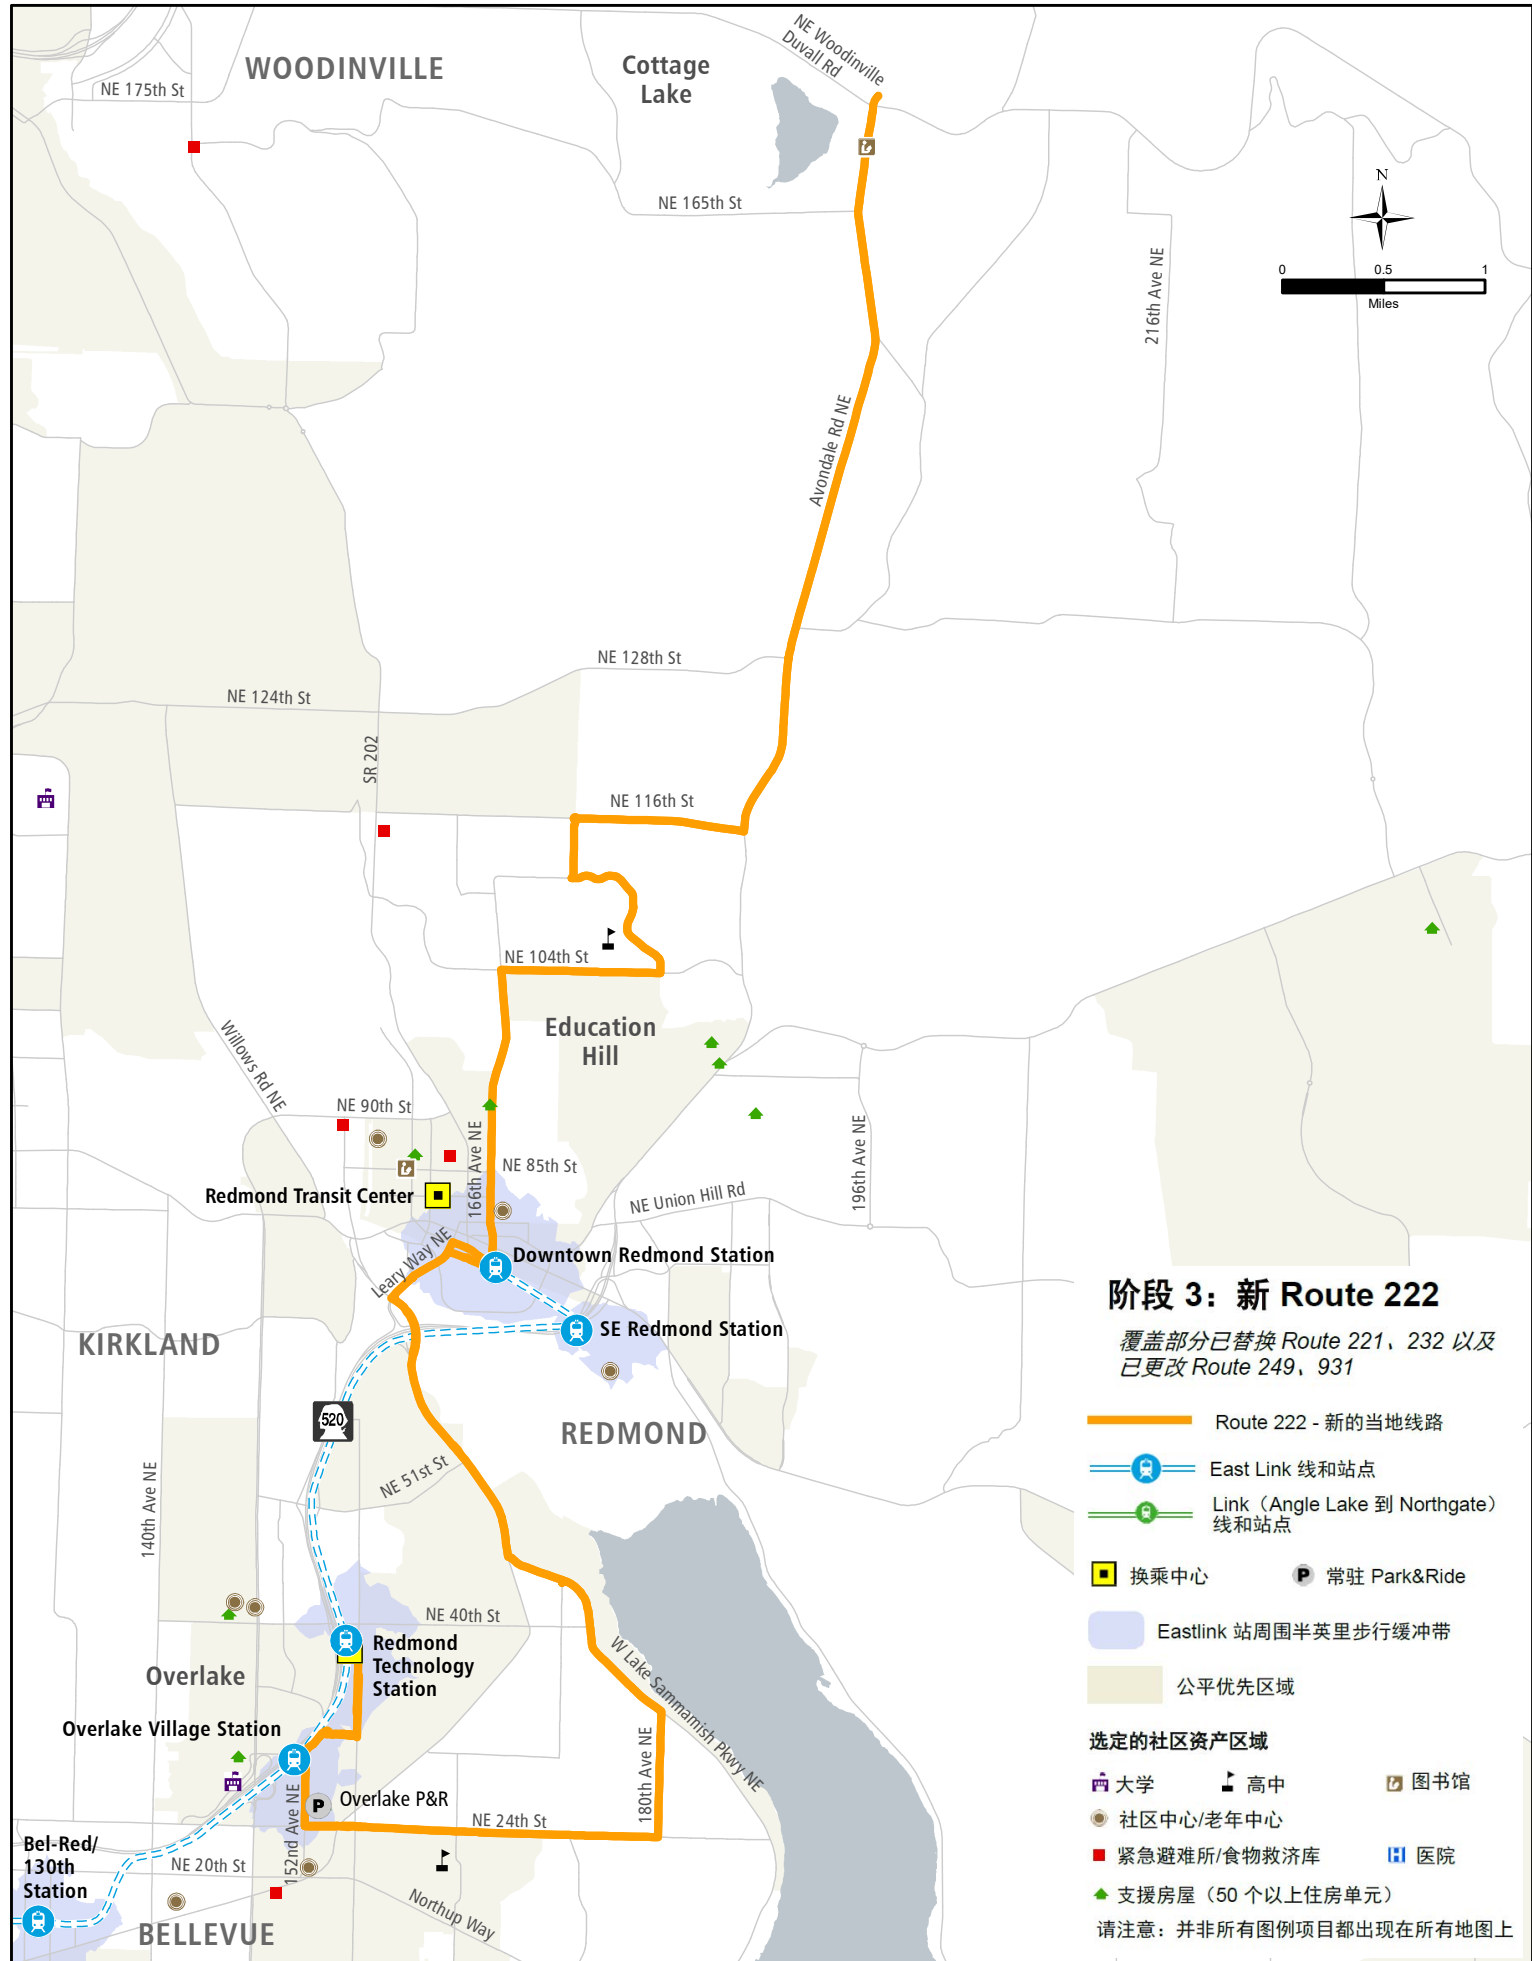 WOODINVILLE
Cottage
Lake
NE Woodinville
Duvall Rd
NE 175th St
NE 165th St
N
0 0.5 1
Miles
216th Ave NE
Avondale Rd NE
NE 128th St
NE 124th St
SR 202
NE 116th St
NE 104th St
Education
Hill
Willows Rd NE
NE 90th St
166th Ave NE
NE 85th St
196th Ave NE
Redmond Transit Center
NE Union Hill Rd
Leary Way NE
Downtown Redmond Station
SE Redmond Station
KIRKLAND
520
REDMOND
NE 51st St
140th Ave NE
NE 40th St
Redmond
Technology
Station
W Lake Sammamish Pkwy NE
Overlake
Overlake Village Station
180th Ave NE
P
Overlake P&R
152nd Ave NE
NE 24th St
Bel-Red/
130th
Station
NE 20th St
Northup Way
BELLEVUE
阶段 3：新 Route 222
覆盖部分已替换 Route 221、232 以及
已更改 Route 249、931
Route 222 - 新的当地线路
East Link 线和站点
Link（Angle Lake 到 Northgate）
线和站点
换乘中心
P 常驻 Park&Ride
Eastlink 站周围半英里步行缓冲带
公平优先区域
选定的社区资产区域
大学 高中 图书馆
社区中心/老年中心
紧急避难所/食物救济库 H 医院
支援房屋（50 个以上住房单元）
请注意：并非所有图例项目都出现在所有地图上